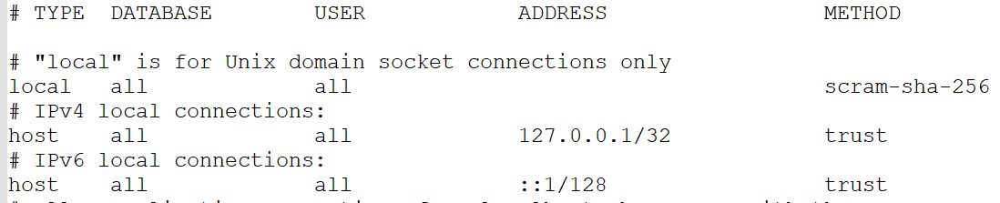 # TYPE  DATABASE        USER            ADDRESS                 METHOD
# "local" is for Unix domain socket connections only
local   all             all                                     scram-sha-256
# IPv4 local connections:
host    all             all             127.0.0.1/32            trust
# IPv6 local connections:
host    all             all             ::1/128                 trust